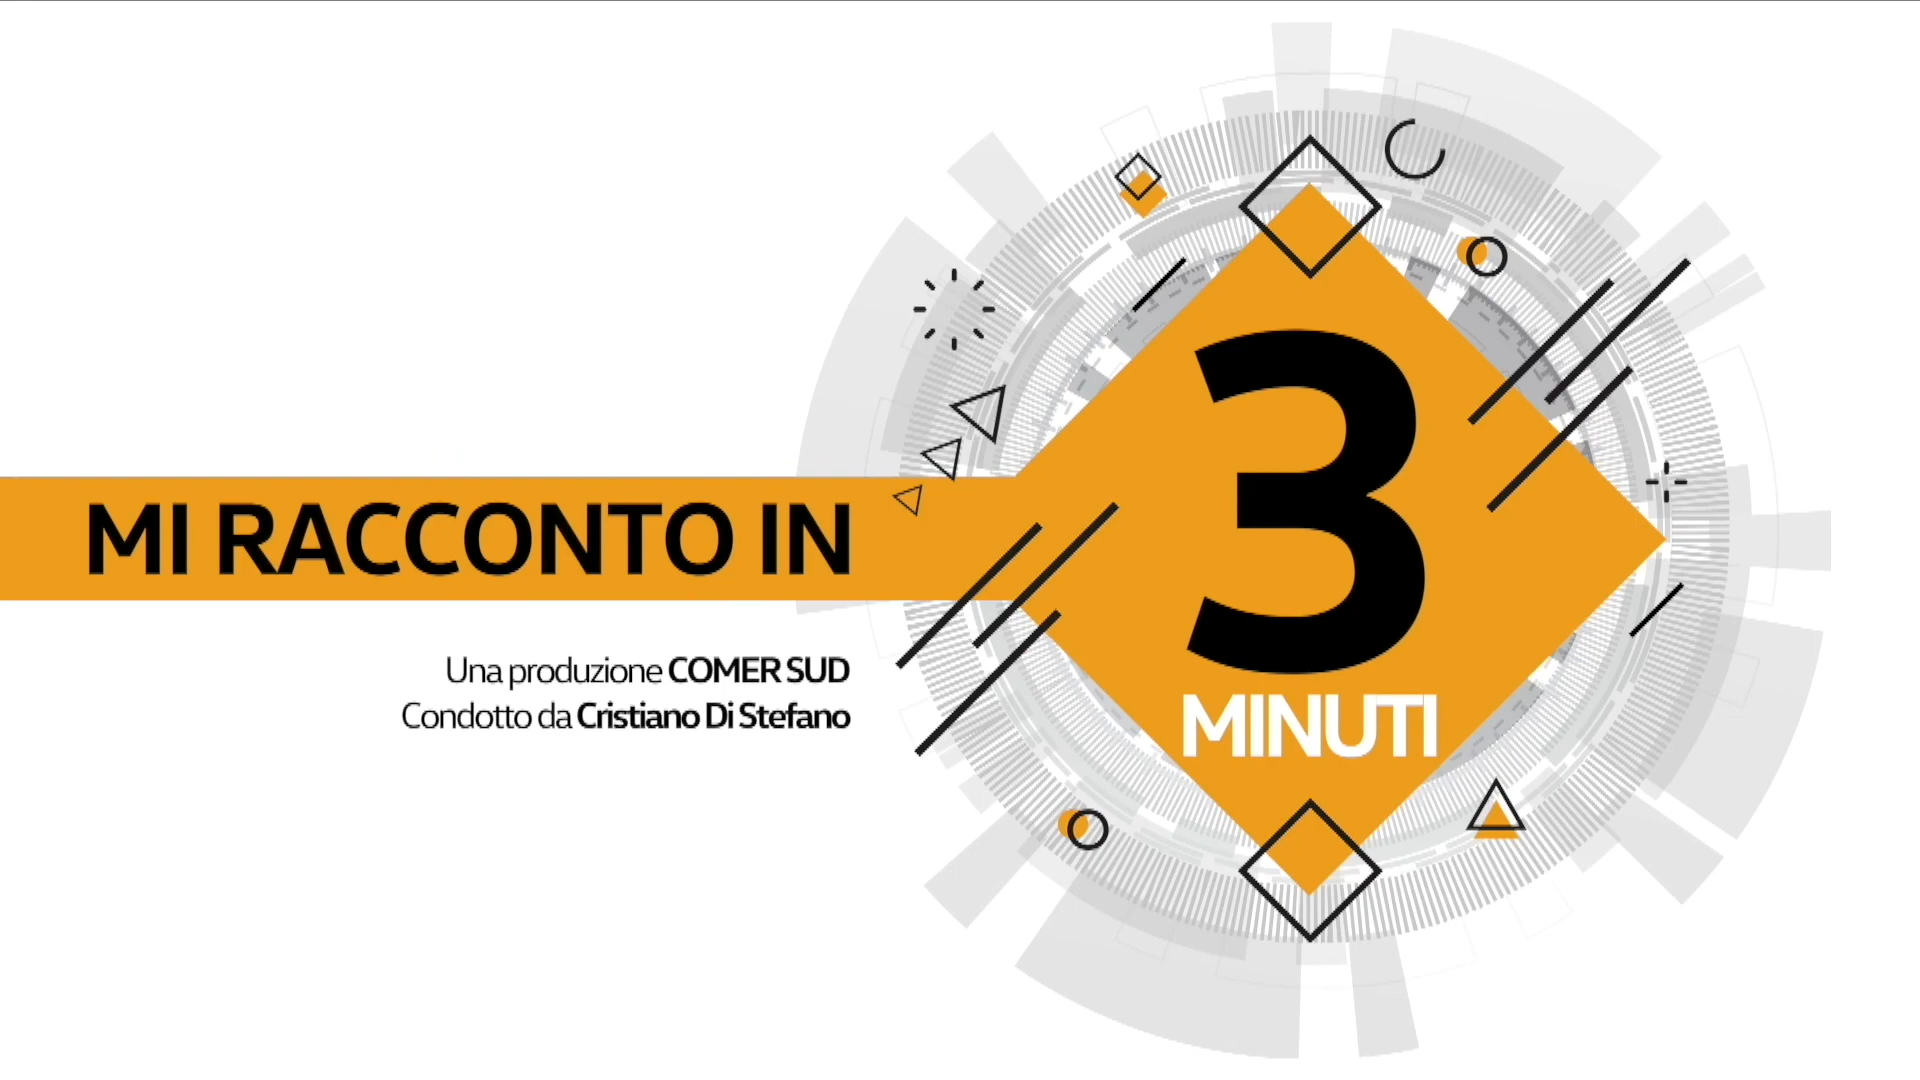 MI RACCONTO IN
3
MINUTI
Una produzione COMER SUD
Condotto da Cristiano Di Stefano